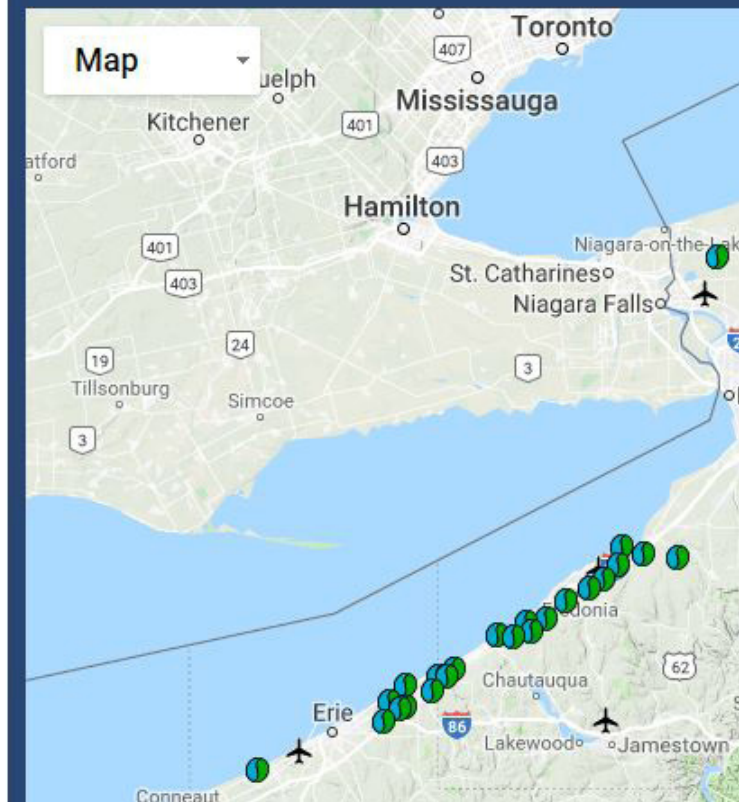 Map
Toronto
407
uelph
Mississauga
Kitchener
401
403
atford
Hamilton
Niagara-on-the-Lak
401
403
St. Catharines
Niagara Falls
24
3
19
Tillsonburg
Simcoe
3
Fredonia
62
Chautauqua
Erie
86
Lakewood
Jamestown
Conneaut